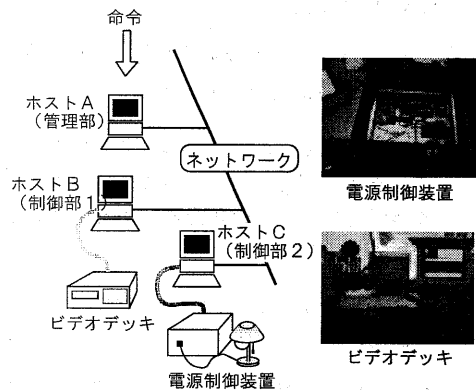 命令
ホストA
（管理部）
ネットワーク
電源制御装置
ホストB
（制御部1）
ホストC
（制御部2）
ビデオデッキ
ビデオデッキ
電源制御装置